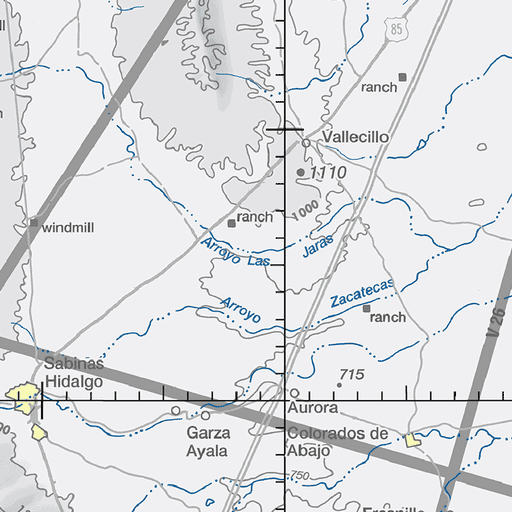 85
ranch
Vallecillo
1110
1000
ranch
windmill
Arroyo Las Jaras
Arroyo Zacatecas
ranch
V 26
Sabinas
Hidalgo
715
Aurora
Garza
Ayala
Colorados de
Abajo
750